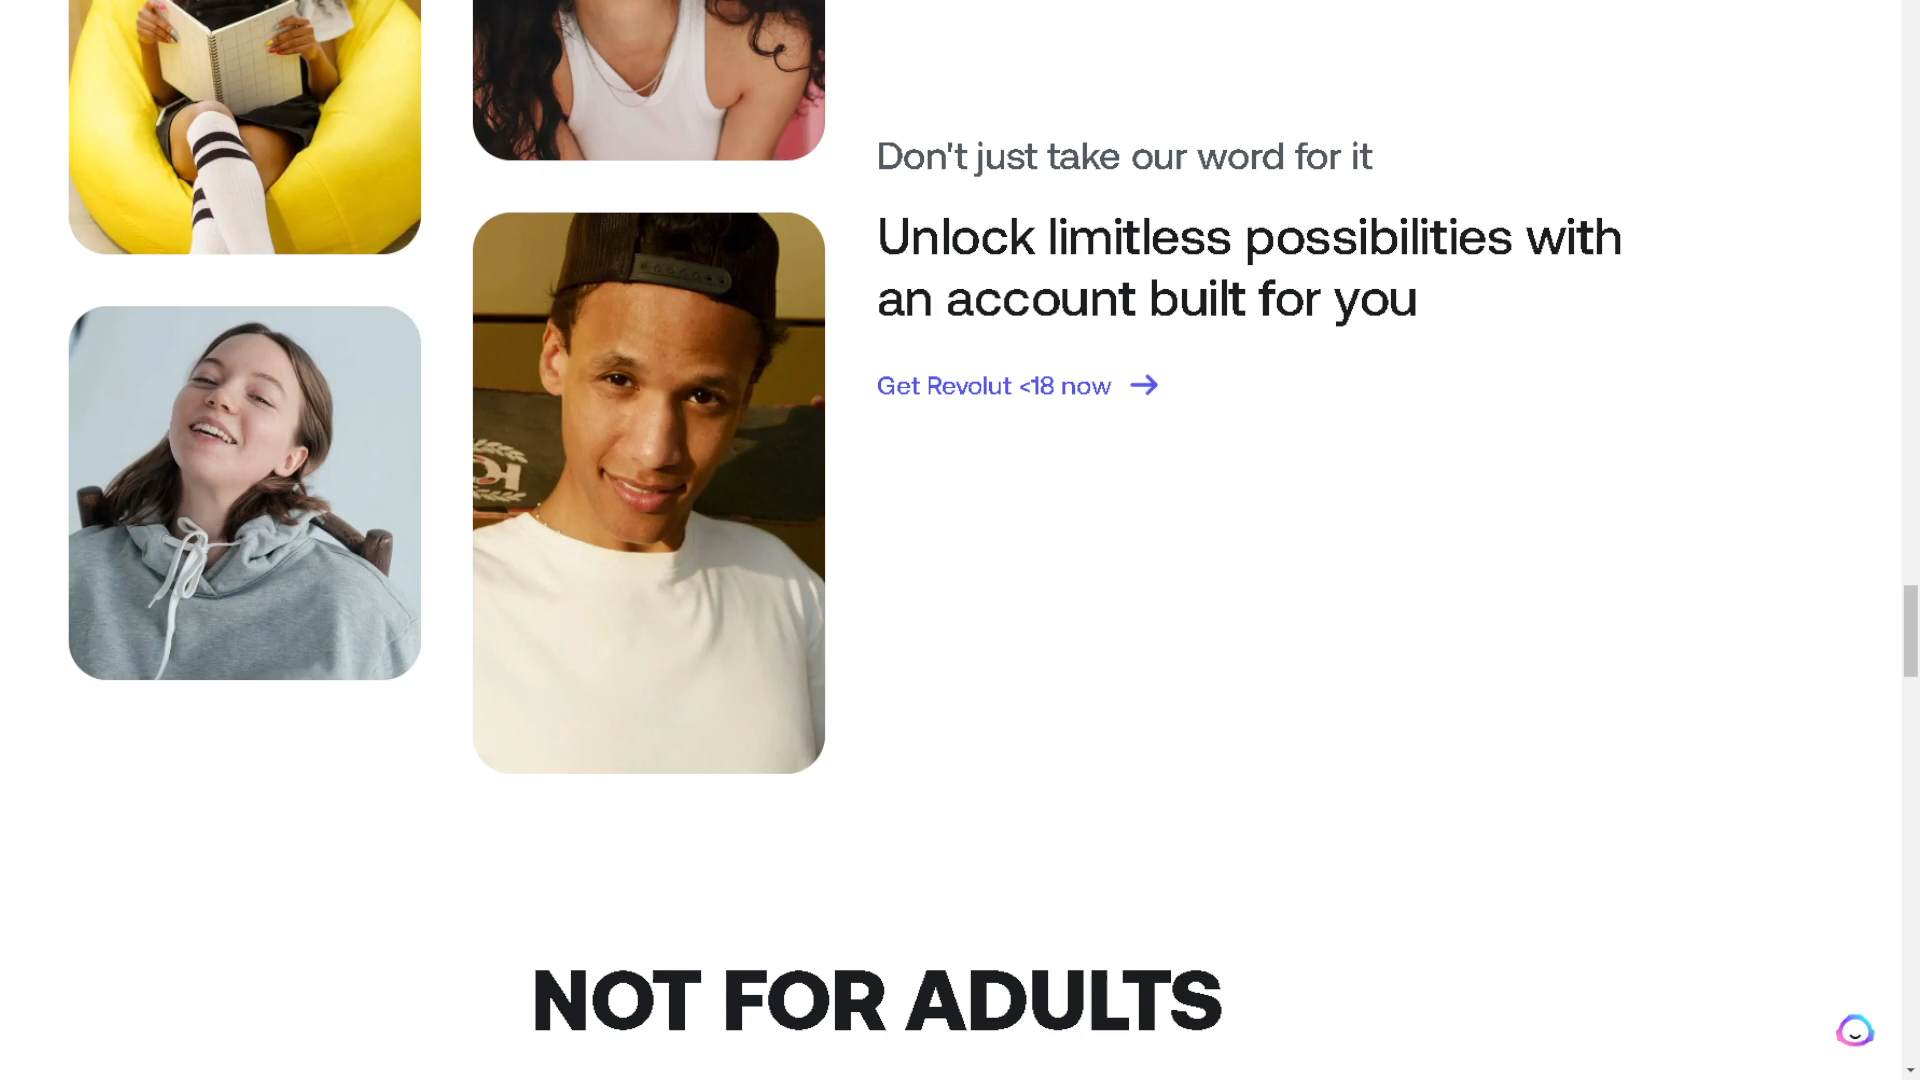 Don't just take our word for it
Unlock limitless possibilities with
an account built for you
Get Revolut <18 now
NOT FOR ADULTS